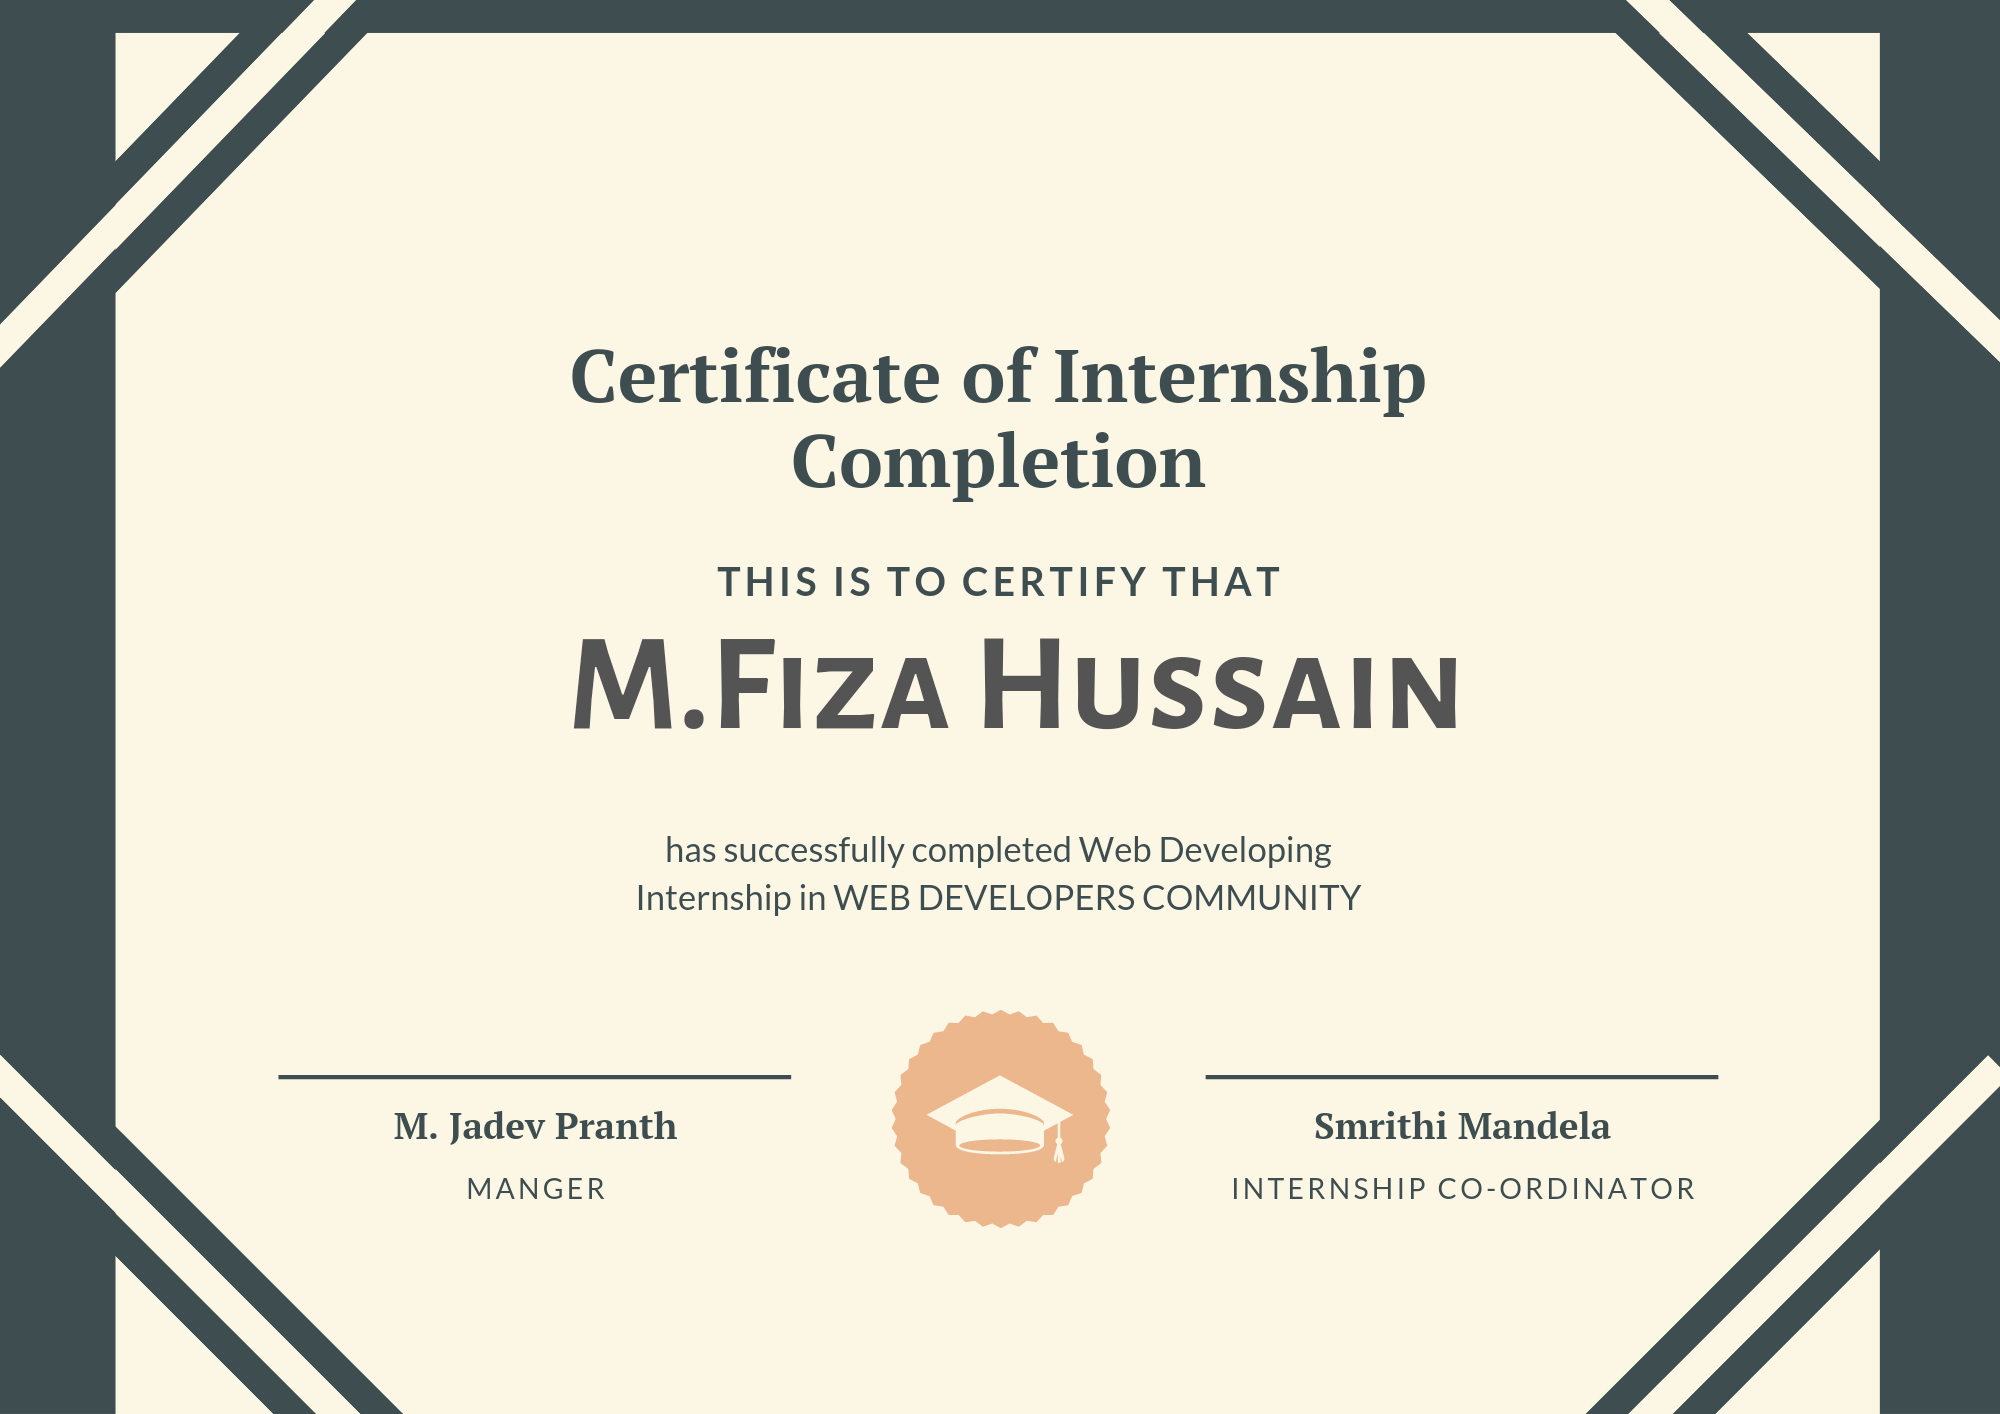 Certificate of Internship
Completion
THIS IS TO CERTIFY THAT
M.Fiza Hussain
has successfully completed Web Developing
Internship in WEB DEVELOPERS COMMUNITY
M. Jadev Pranth
MANGER
Smrithi Mandela
INTERNSHIP CO-ORDINATOR